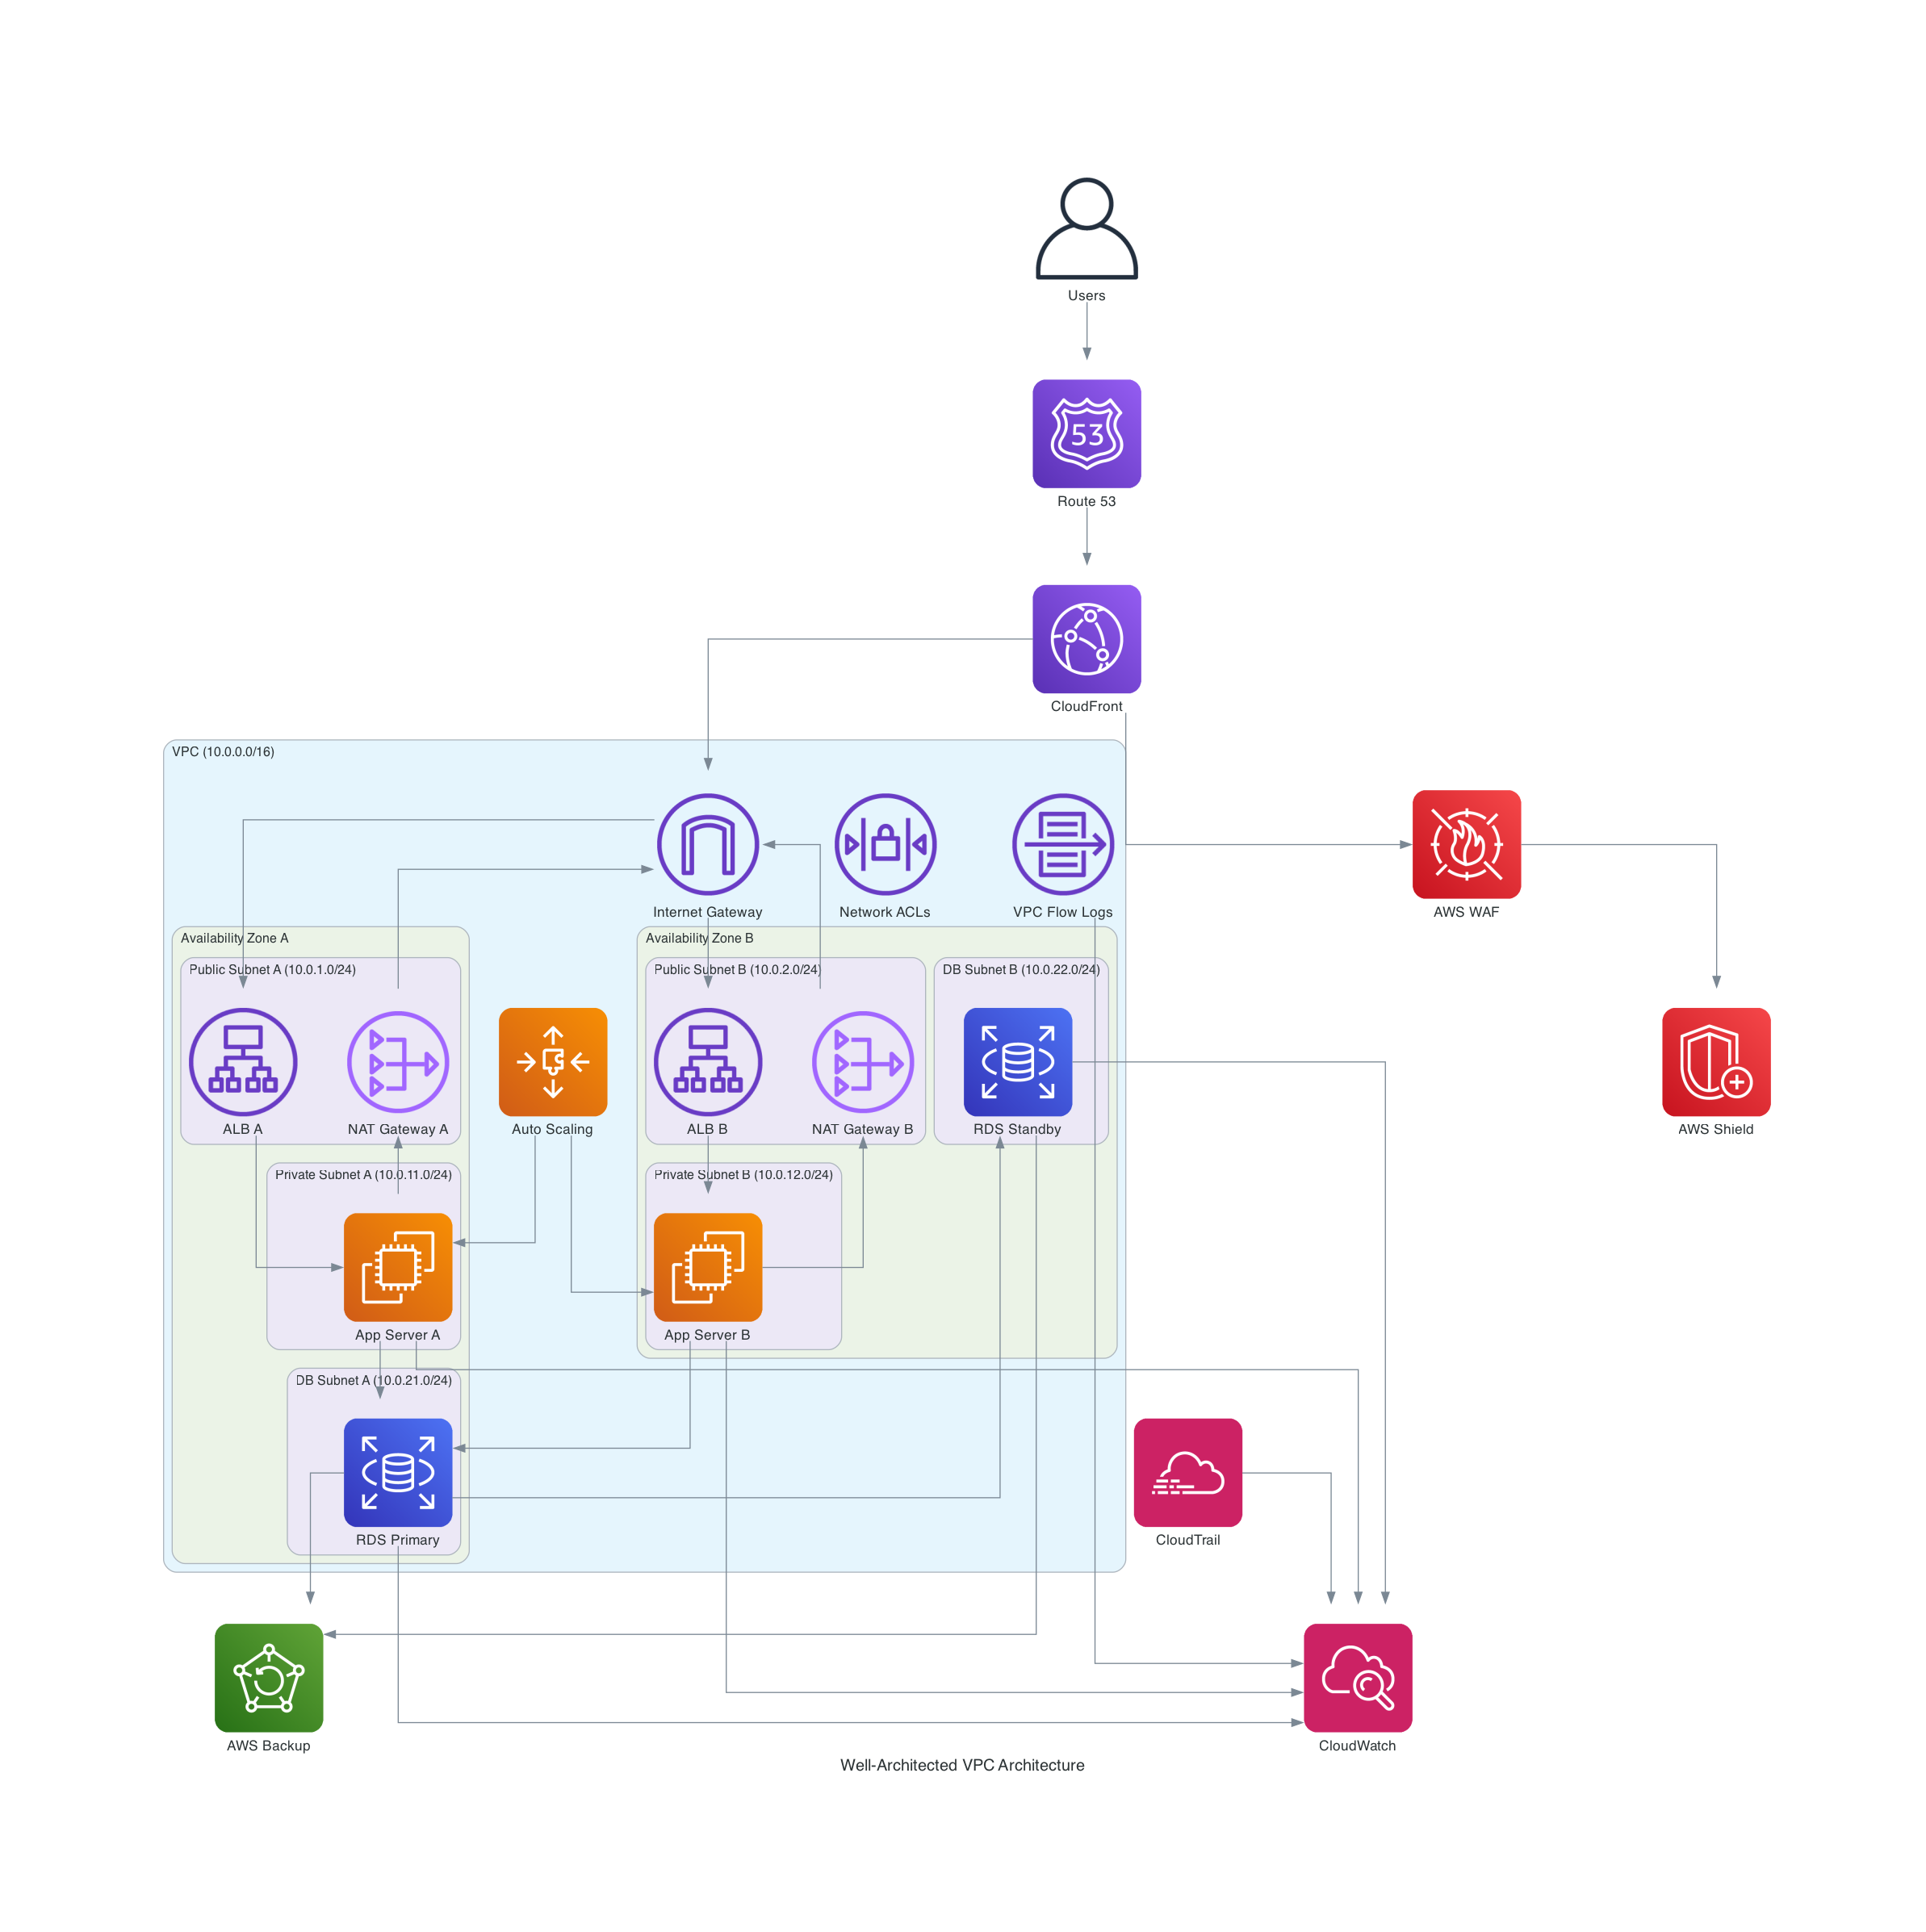 Users
53
Route 53
CloudFront
VPC (10.0.0.0/16)
Internet Gateway
Network ACLs
VPC Flow Logs
AWS WAF
Availability Zone A
Availability Zone B
Public Subnet A (10.0.1.0/24)
Public Subnet B (10.0.2.0/24)
DB Subnet B (10.0.22.0/24)
ALB A
NAT Gateway A
Auto Scaling
ALB B
NAT Gateway B
RDS Standby
AWS Shield
Private Subnet A (10.0.11.0/24)
Private Subnet B (10.0.12.0/24)
App Server A
App Server B
DB Subnet A (10.0.21.0/24)
RDS Primary
CloudTrail
AWS Backup
CloudWatch
Well-Architected VPC Architecture